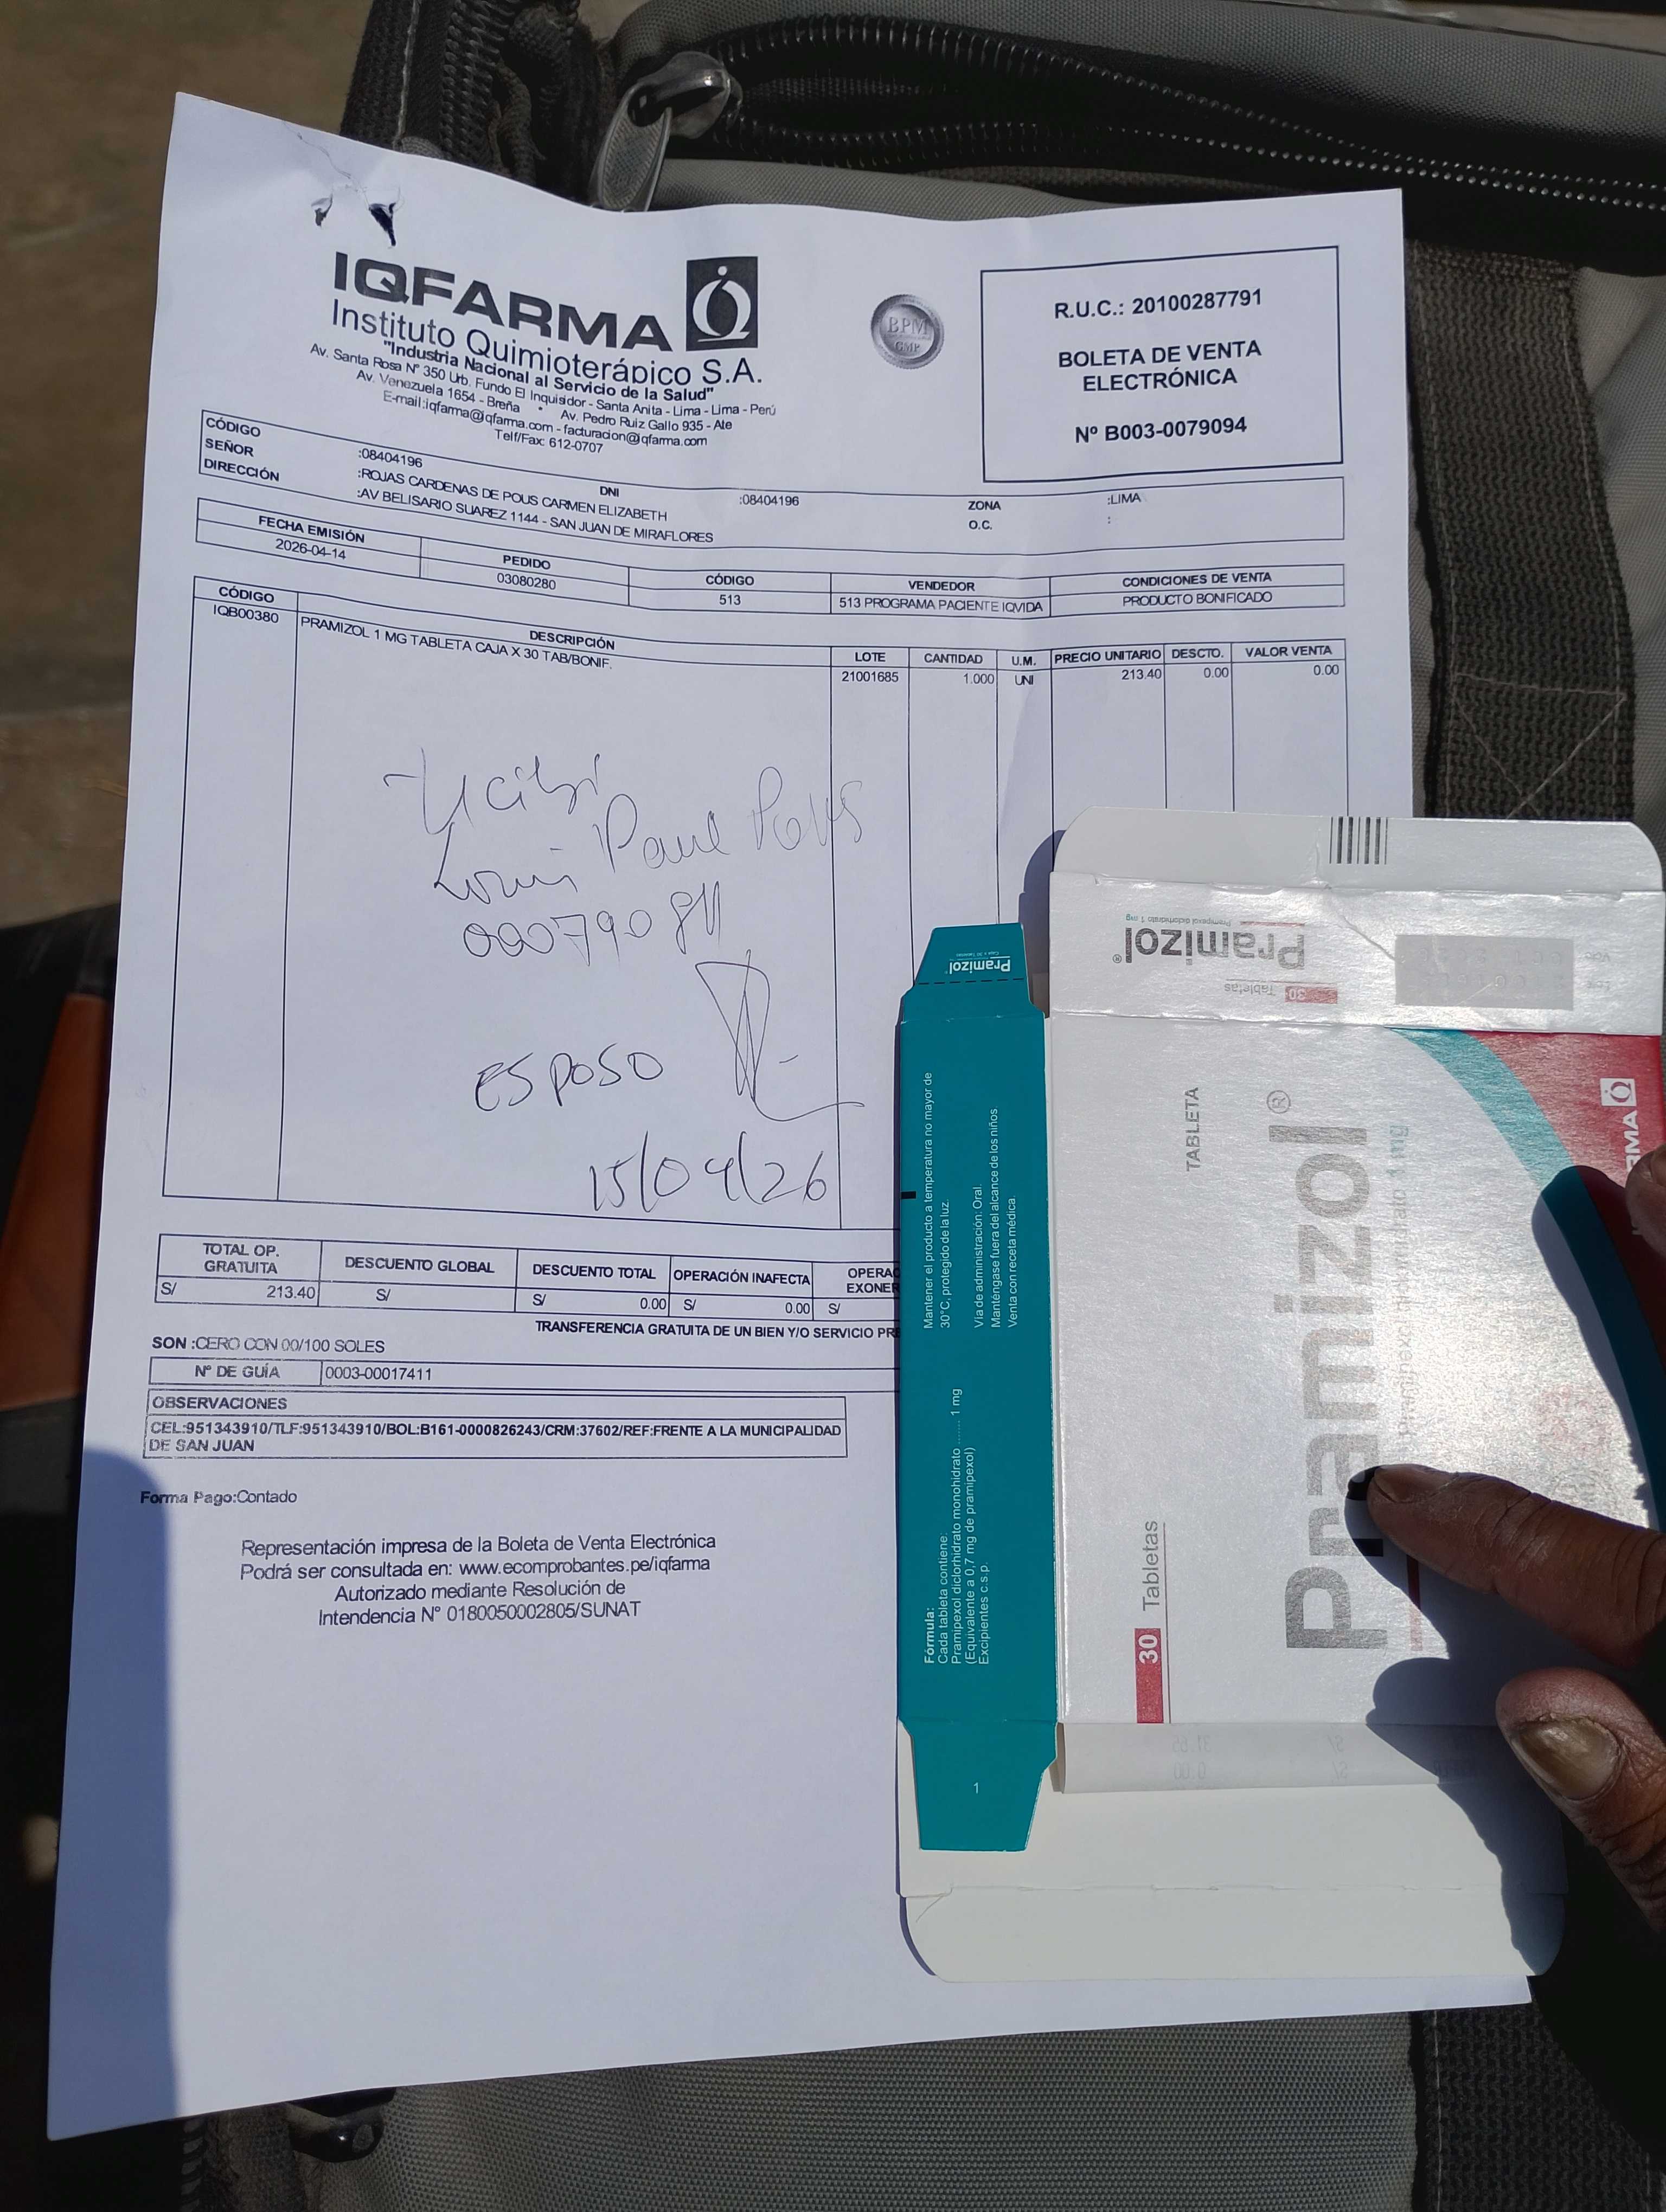 IQFARMA
Instituto Quimioterápico S.A.
"Industria Nacional al Servicio de la Salud"
Av. Santa Rosa N° 350 Urb. Fundo El Inquisidor - Santa Anita - Lima - Lima - Perú
Av. Venezuela 1654 - Breña * Av. Pedro Ruiz Gallo 935 - Ate
E-mail:iqfarma@iqfarma.com - facturacion@iqfarma.com
Telf/Fax: 612-0707
BPM
GMP
R.U.C.: 20100287791
BOLETA DE VENTA
ELECTRÓNICA
Nº B003-0079094
CÓDIGO :08404196 DNI :08404196 ZONA :LIMA
SEÑOR :ROJAS CARDENAS DE POUS CARMEN ELIZABETH O.C. :
DIRECCIÓN :AV BELISARIO SUAREZ 1144 - SAN JUAN DE MIRAFLORES
FECHA EMISIÓN PEDIDO CÓDIGO VENDEDOR CONDICIONES DE VENTA
2026-04-14 03080280 513 513 PROGRAMA PACIENTE IQVIDA PRODUCTO BONIFICADO
CÓDIGO DESCRIPCIÓN LOTE CANTIDAD U.M. PRECIO UNITARIO DESCTO. VALOR VENTA
IQB00380 PRAMIZOL 1 MG TABLETA CAJA X 30 TAB/BONIF. 21001685 1.000 UNI 213.40 0.00 0.00
Recibí
Paul Pous
ESPOSO
15/04/26
TOTAL OP. GRATUITA DESCUENTO GLOBAL DESCUENTO TOTAL OPERACIÓN INAFECTA OPERAC
EXONER
S/ 213.40 S/ S/ 0.00 S/ 0.00 S/
TRANSFERENCIA GRATUITA DE UN BIEN Y/O SERVICIO PRE
SON :CERO CON 00/100 SOLES
N° DE GUÍA 0003-00017411
OBSERVACIONES
CEL:951343910/TLF:951343910/BOL:B161-0000826243/CRM:37602/REF:FRENTE A LA MUNICIPALIDAD
DE SAN JUAN
Forma Pago:Contado
Representación impresa de la Boleta de Venta Electrónica
Podrá ser consultada en: www.ecomprobantes.pe/iqfarma
Autorizado mediante Resolución de
Intendencia N° 0180050002805/SUNAT
Pramizol
Caja x 30 Tabletas
Mantener el producto a temperatura no mayor de
30°C, protegido de la luz.
Vía de administración: Oral.
Manténgase fuera del alcance de los niños
Venta con receta médica.
Fórmula:
Cada tableta contiene:
Pramipexol diclorhidrato monohidrato ....... 1 mg
(Equivalente a 0,7 mg de pramipexol)
Excipientes c.s.p.
1
Pramizol®
Pramipexol diclorhidrato 1 mg
30 Tabletas
TABLETA
Pramizol®
1 mg
30 Tabletas